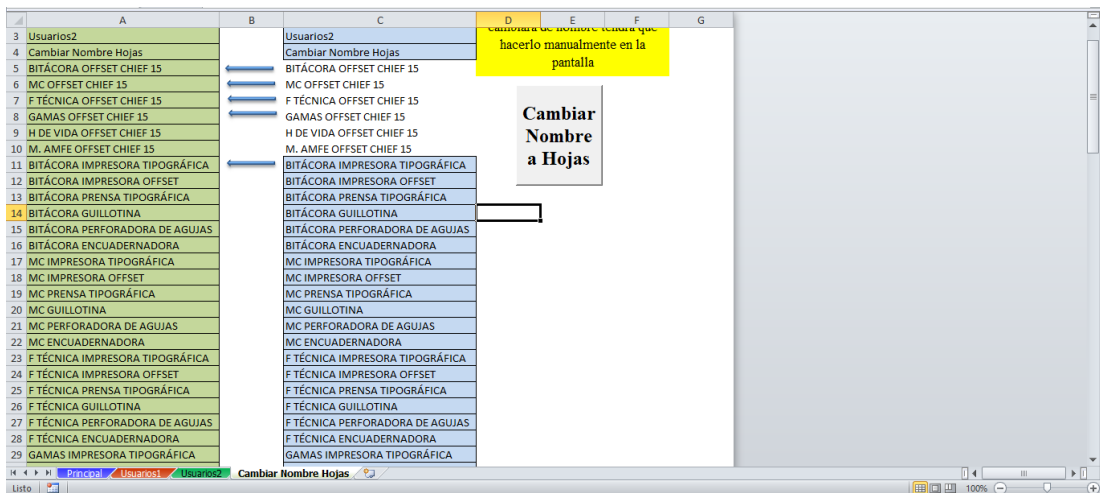 A B C D E F G
3 Usuarios2 Usuarios2 cambiara de nombre tendrá que
4 Cambiar Nombre Hojas Cambiar Nombre Hojas hacerlo manualmente en la
5 BITÁCORA OFFSET CHIEF 15 BITÁCORA OFFSET CHIEF 15 pantalla
6 MC OFFSET CHIEF 15 MC OFFSET CHIEF 15
7 F TÉCNICA OFFSET CHIEF 15 F TÉCNICA OFFSET CHIEF 15
8 GAMAS OFFSET CHIEF 15 GAMAS OFFSET CHIEF 15 Cambiar
9 H DE VIDA OFFSET CHIEF 15 H DE VIDA OFFSET CHIEF 15 Nombre
10 M. AMFE OFFSET CHIEF 15 M. AMFE OFFSET CHIEF 15 a Hojas
11 BITÁCORA IMPRESORA TIPOGRÁFICA BITÁCORA IMPRESORA TIPOGRÁFICA
12 BITÁCORA IMPRESORA OFFSET BITÁCORA IMPRESORA OFFSET
13 BITÁCORA PRENSA TIPOGRÁFICA BITÁCORA PRENSA TIPOGRÁFICA
14 BITÁCORA GUILLOTINA BITÁCORA GUILLOTINA
15 BITÁCORA PERFORADORA DE AGUJAS BITÁCORA PERFORADORA DE AGUJAS
16 BITÁCORA ENCUADERNADORA BITÁCORA ENCUADERNADORA
17 MC IMPRESORA TIPOGRÁFICA MC IMPRESORA TIPOGRÁFICA
18 MC IMPRESORA OFFSET MC IMPRESORA OFFSET
19 MC PRENSA TIPOGRÁFICA MC PRENSA TIPOGRÁFICA
20 MC GUILLOTINA MC GUILLOTINA
21 MC PERFORADORA DE AGUJAS MC PERFORADORA DE AGUJAS
22 MC ENCUADERNADORA MC ENCUADERNADORA
23 F TÉCNICA IMPRESORA TIPOGRÁFICA F TÉCNICA IMPRESORA TIPOGRÁFICA
24 F TÉCNICA IMPRESORA OFFSET F TÉCNICA IMPRESORA OFFSET
25 F TÉCNICA PRENSA TIPOGRÁFICA F TÉCNICA PRENSA TIPOGRÁFICA
26 F TÉCNICA GUILLOTINA F TÉCNICA GUILLOTINA
27 F TÉCNICA PERFORADORA DE AGUJAS F TÉCNICA PERFORADORA DE AGUJAS
28 F TÉCNICA ENCUADERNADORA F TÉCNICA ENCUADERNADORA
29 GAMAS IMPRESORA TIPOGRÁFICA GAMAS IMPRESORA TIPOGRÁFICA
Principal Usuarios1 Usuarios2 Cambiar Nombre Hojas
Listo 100%